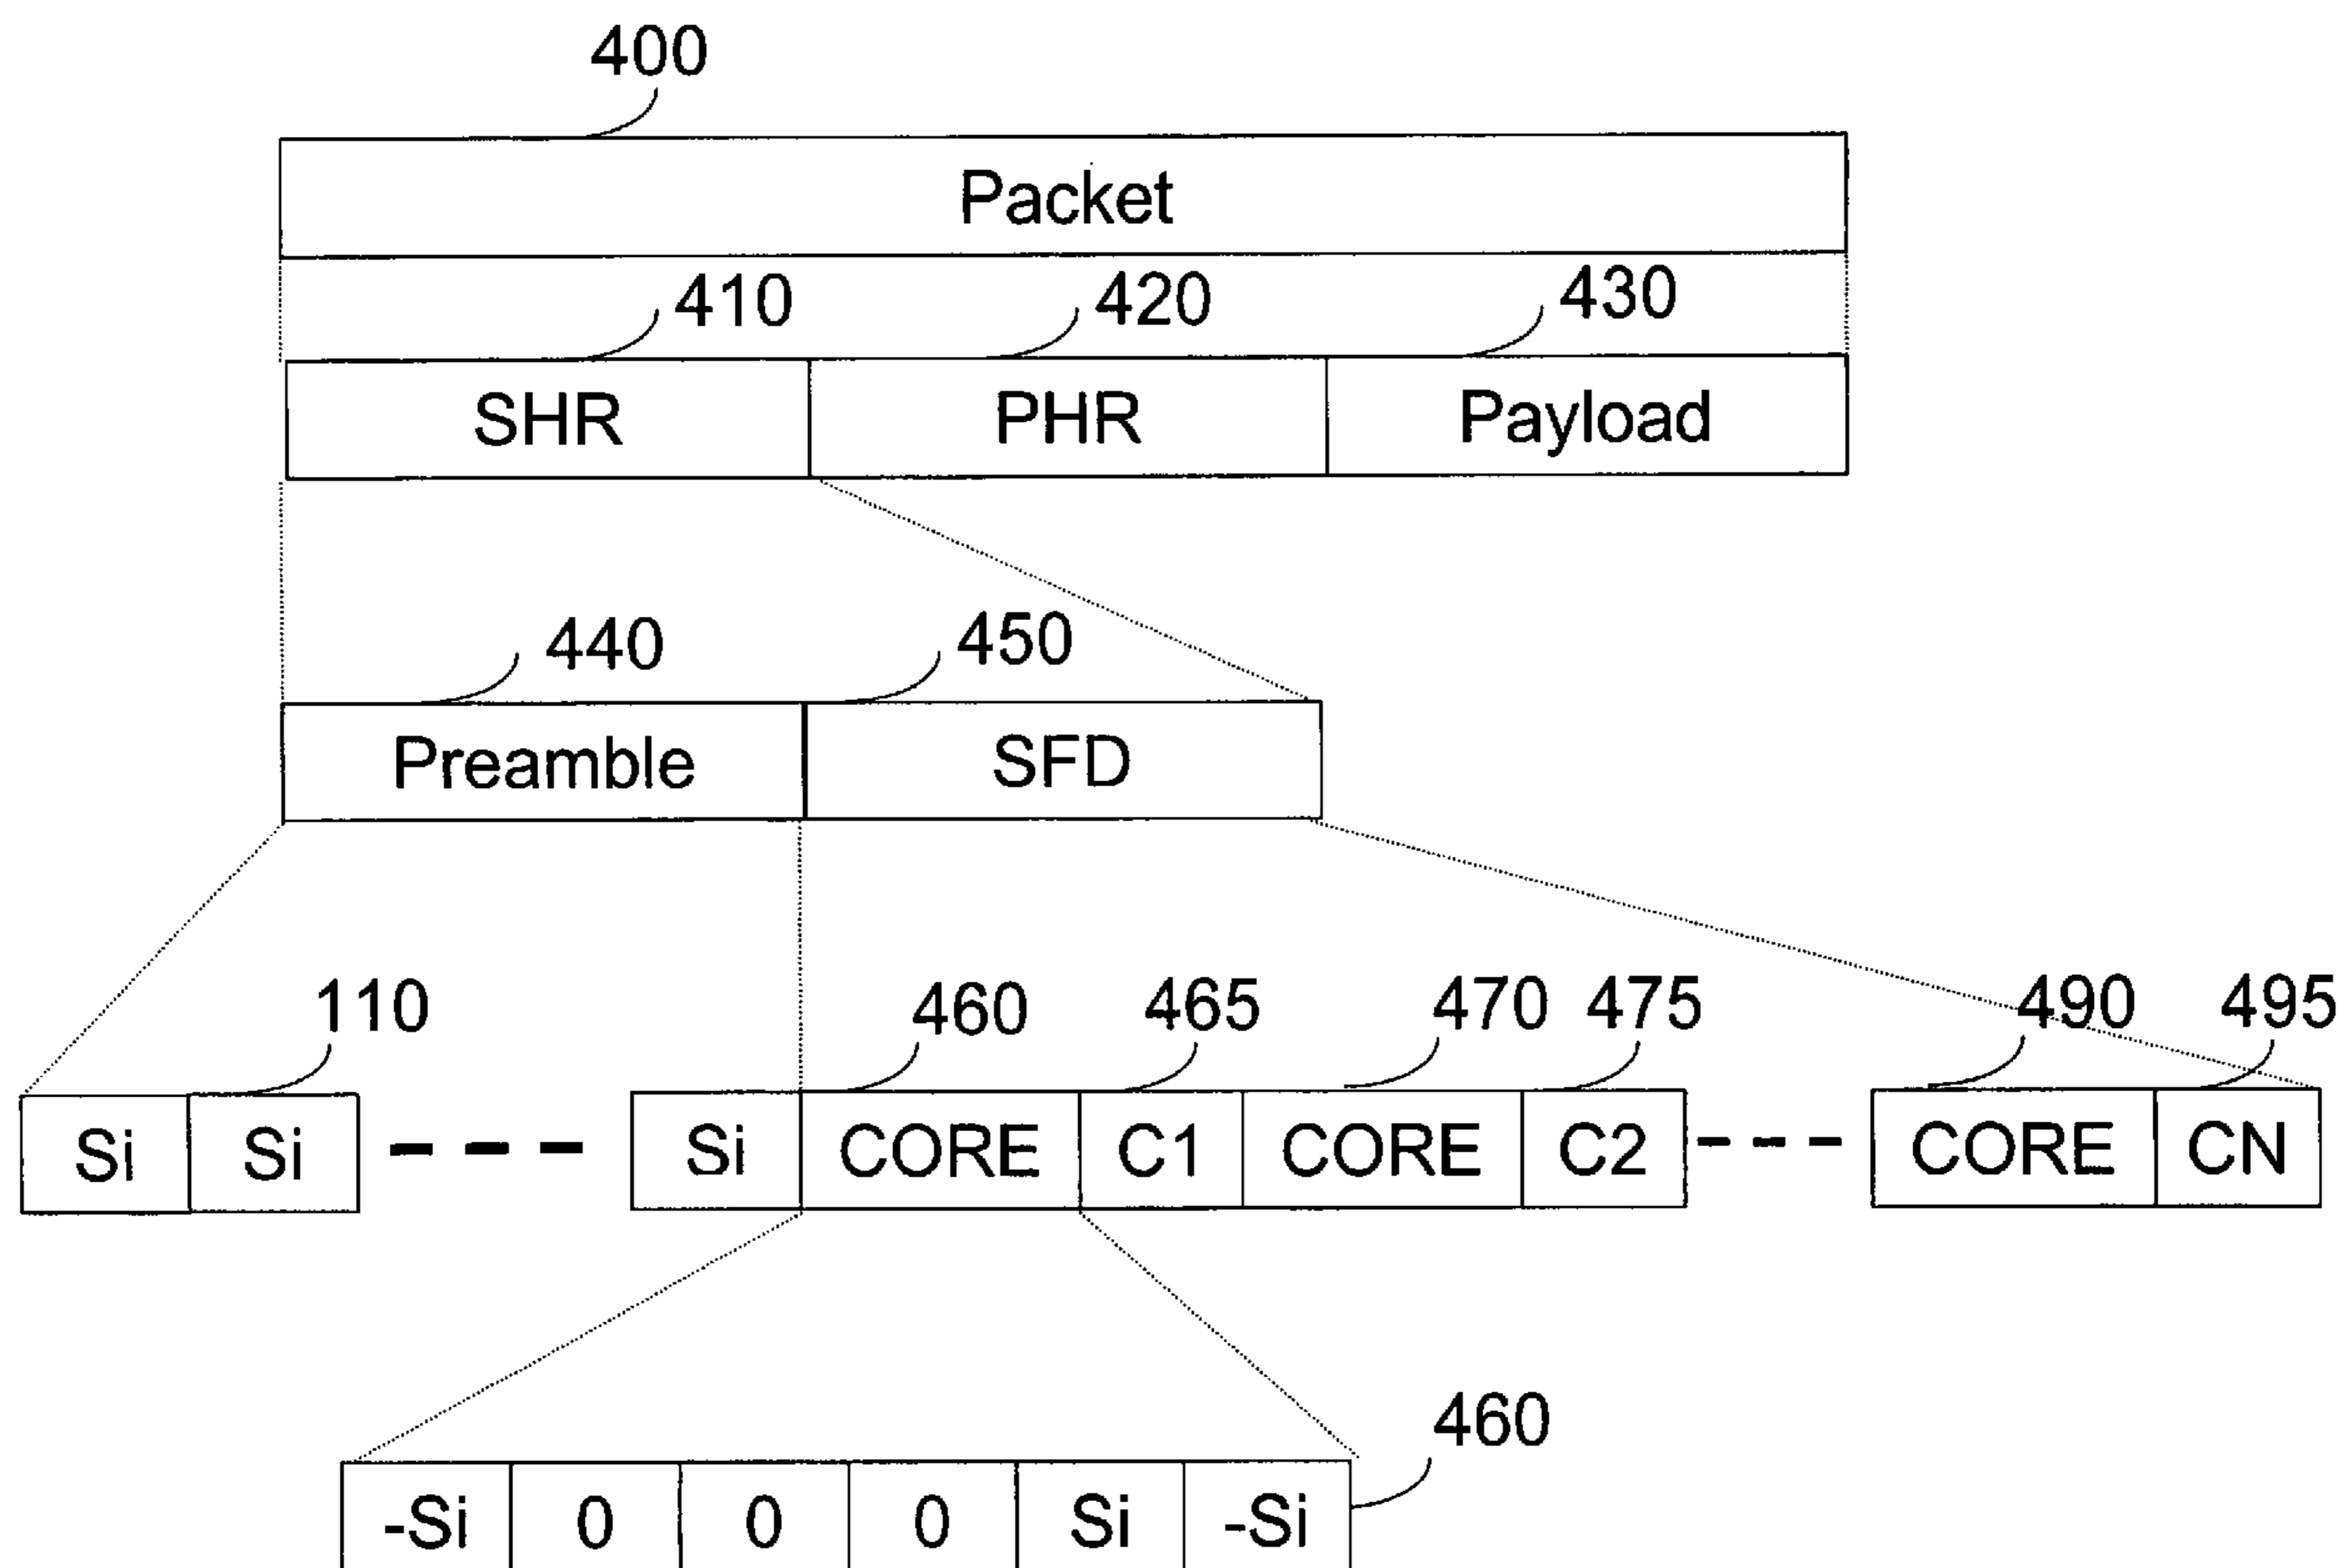 400
Packet
410 420 430
SHR PHR Payload
440 450
Preamble SFD
110 460 465 470 475 490 495
Si Si --- Si CORE C1 CORE C2 --- CORE CN
460
-Si 0 0 0 Si -Si